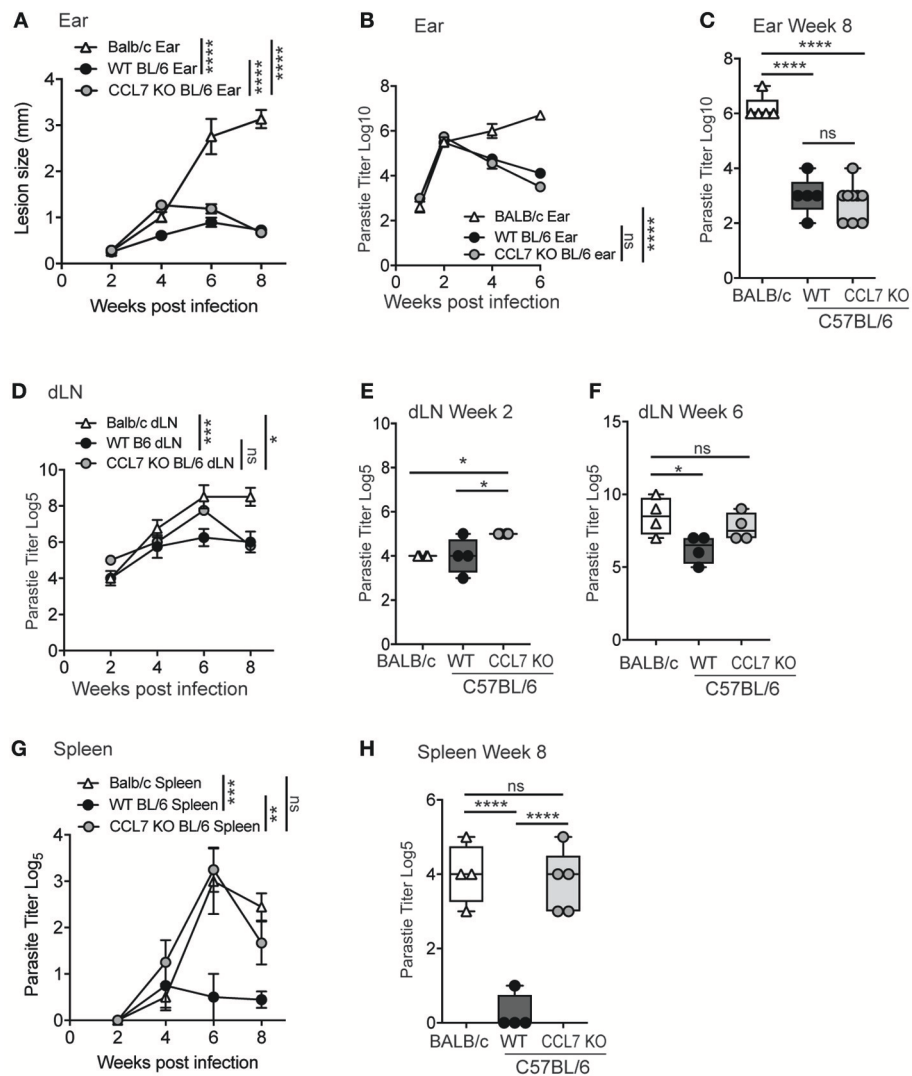 A Ear
Balb/c Ear
WT BL/6 Ear
CCL7 KO BL/6 Ear
****
****
****
Lesion size (mm)
4
3
2
1
0
0 2 4 6 8
Weeks post infection
B Ear
Parastie Titer Log10
8
6
4
2
0
BALB/c Ear
WT BL/6 Ear
CCL7 KO BL/6 ear
ns
****
0 2 4 6
Weeks post infection
C Ear Week 8
Parastie Titer Log10
8
6
4
2
0
****
****
ns
BALB/c WT CCL7 KO
C57BL/6
D dLN
Balb/c dLN
WT B6 dLN
CCL7 KO BL/6 dLN
***
ns
*
Parastie Titer Log5
10
8
6
4
2
0
0 2 4 6 8
Weeks post infection
E dLN Week 2
Parastie Titer Log5
10
8
6
4
2
0
*
*
BALB/c WT CCL7 KO
C57BL/6
F dLN Week 6
Parastie Titer Log5
15
10
5
0
ns
*
BALB/c WT CCL7 KO
C57BL/6
G Spleen
Balb/c Spleen
WT BL/6 Spleen
CCL7 KO BL/6 Spleen
***
**
ns
Parasite Titer Log5
4
3
2
1
0
0 2 4 6 8
Weeks post infection
H Spleen Week 8
Parastie Titer Log5
6
4
2
0
ns
****
****
BALB/c WT CCL7 KO
C57BL/6